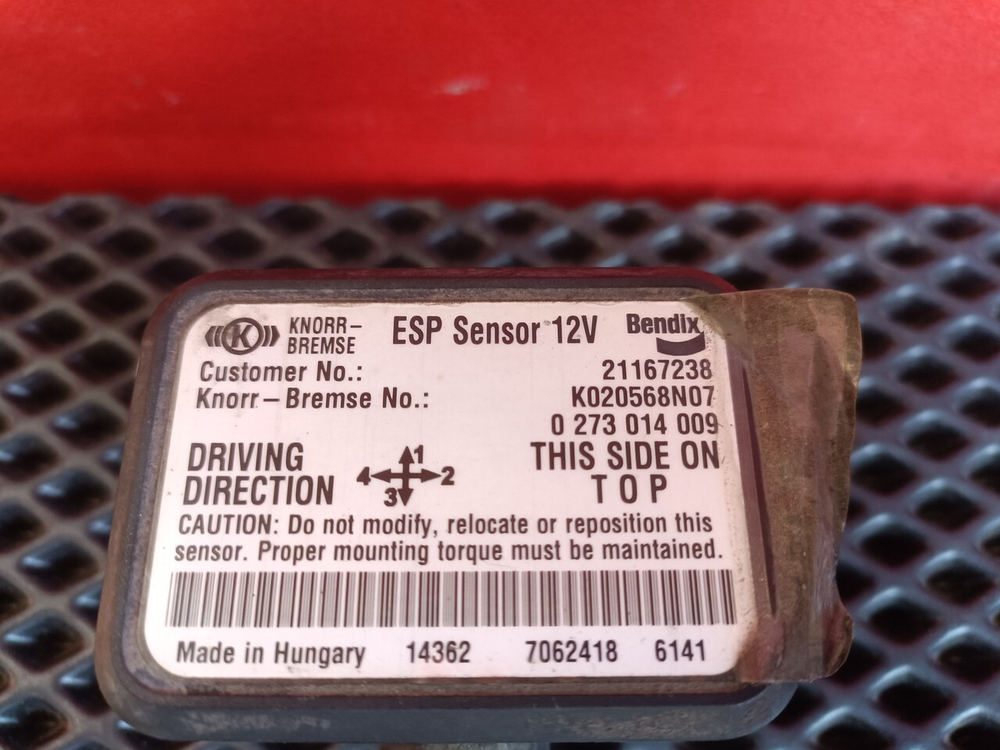 ((K)) KNORR-BREMSE ESP Sensor 12V Bendix
Customer No.: 21167238
Knorr-Bremse No.: K020568N07
0 273 014 009
DRIVING DIRECTION 1 2 3 4 THIS SIDE ON TOP
CAUTION: Do not modify, relocate or reposition this
sensor. Proper mounting torque must be maintained.
Made in Hungary 14362 7062418 6141